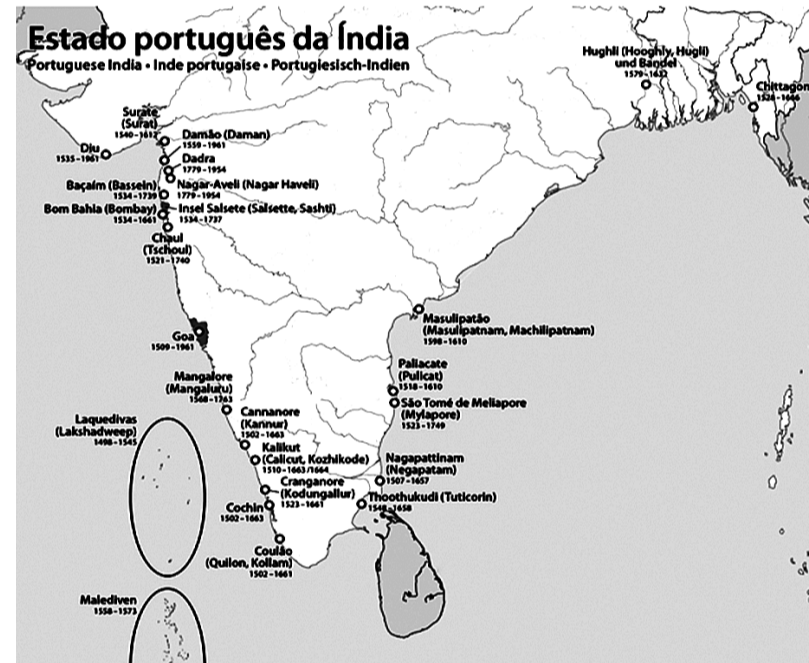 Estado português da Índia
Portuguese India • Inde portugaise • Portugiesisch-Indien
Hughli (Hooghly, Hugli)
und Bandel
1579–1632
Chittagon
1528–1666
Surate
(Surat)
1540–1612
Damão (Daman)
1559–1961
Diu
1535–1961
Dadra
1779–1954
Baçaim (Bassein)
1534–1739
Nagar-Aveli (Nagar Haveli)
1779–1954
Bom Bahia (Bombay)
1534–1661
Insel Salsete (Salsette, Sashti)
1534–1737
Chaul
(Tschoul)
1521–1740
Masulipatão
(Masulipatnam, Machilipatnam)
1598–1610
Goa
1509–1961
Paliacate
(Pulicat)
1518–1610
Mangalore
(Mangaluru)
1568–1763
São Tomé de Meliapore
(Mylapore)
1523–1749
Cannanore
(Kannur)
1502–1663
Laquedivas
(Lakshadweep)
1498–1545
Kalikut
(Calicut, Kozhikode)
1510–1663/1664
Nagapattinam
(Negapatam)
1507–1657
Cranganore
(Kodungallur)
1523–1661
Thoothukudi (Tuticorin)
1548–1658
Cochin
1502–1663
Coulão
(Quilon, Kollam)
1502–1661
Malediven
1558–1573